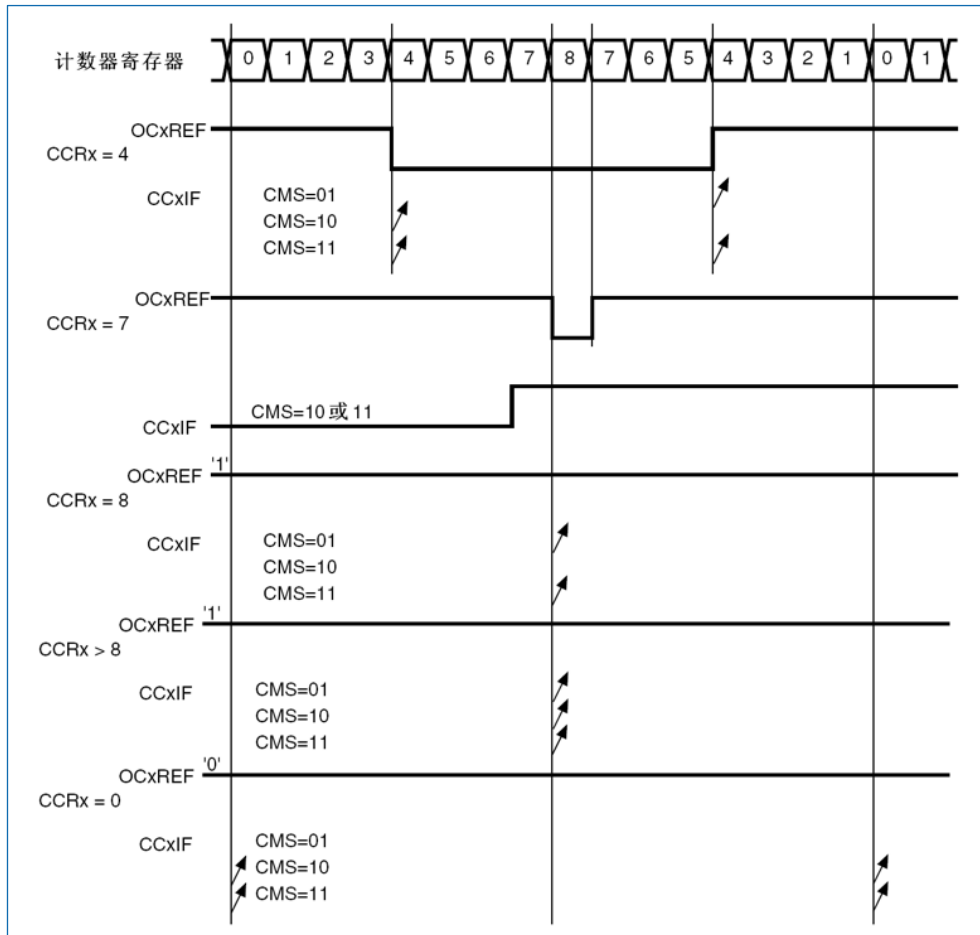 计数器寄存器 0 1 2 3 4 5 6 7 8 7 6 5 4 3 2 1 0 1
OCxREF
CCRx = 4
CCxIF CMS=01
CMS=10
CMS=11
OCxREF
CCRx = 7
CMS=10 或 11
CCxIF
OCxREF '1'
CCRx = 8
CCxIF CMS=01
CMS=10
CMS=11
OCxREF '1'
CCRx > 8
CCxIF CMS=01
CMS=10
CMS=11
OCxREF '0'
CCRx = 0
CCxIF CMS=01
CMS=10
CMS=11